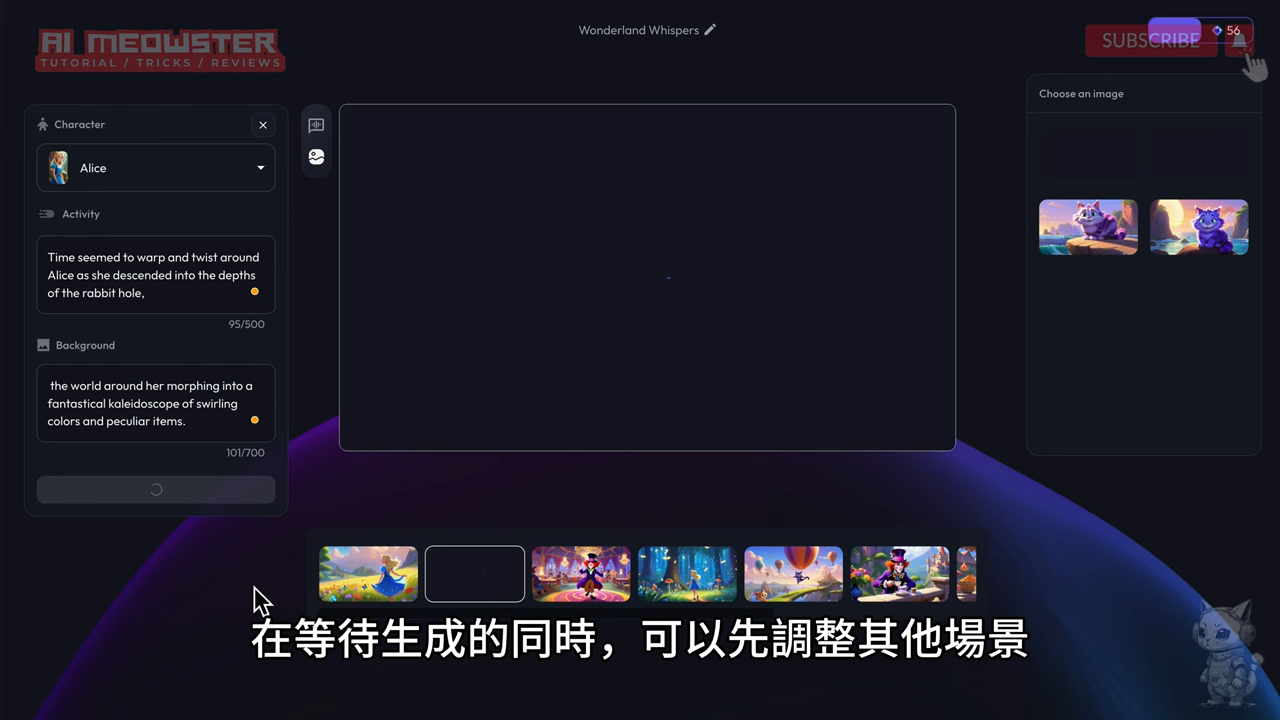 AI MEOWSTER
TUTORIAL / TRICKS / REVIEWS
Wonderland Whispers
SUBSCRIBE
56
Character
Alice
Activity
Time seemed to warp and twist around
Alice as she descended into the depths
of the rabbit hole,
95/500
Background
the world around her morphing into a
fantastical kaleidoscope of swirling
colors and peculiar items.
101/700
Choose an image
在等待生成的同時，可以先調整其他場景